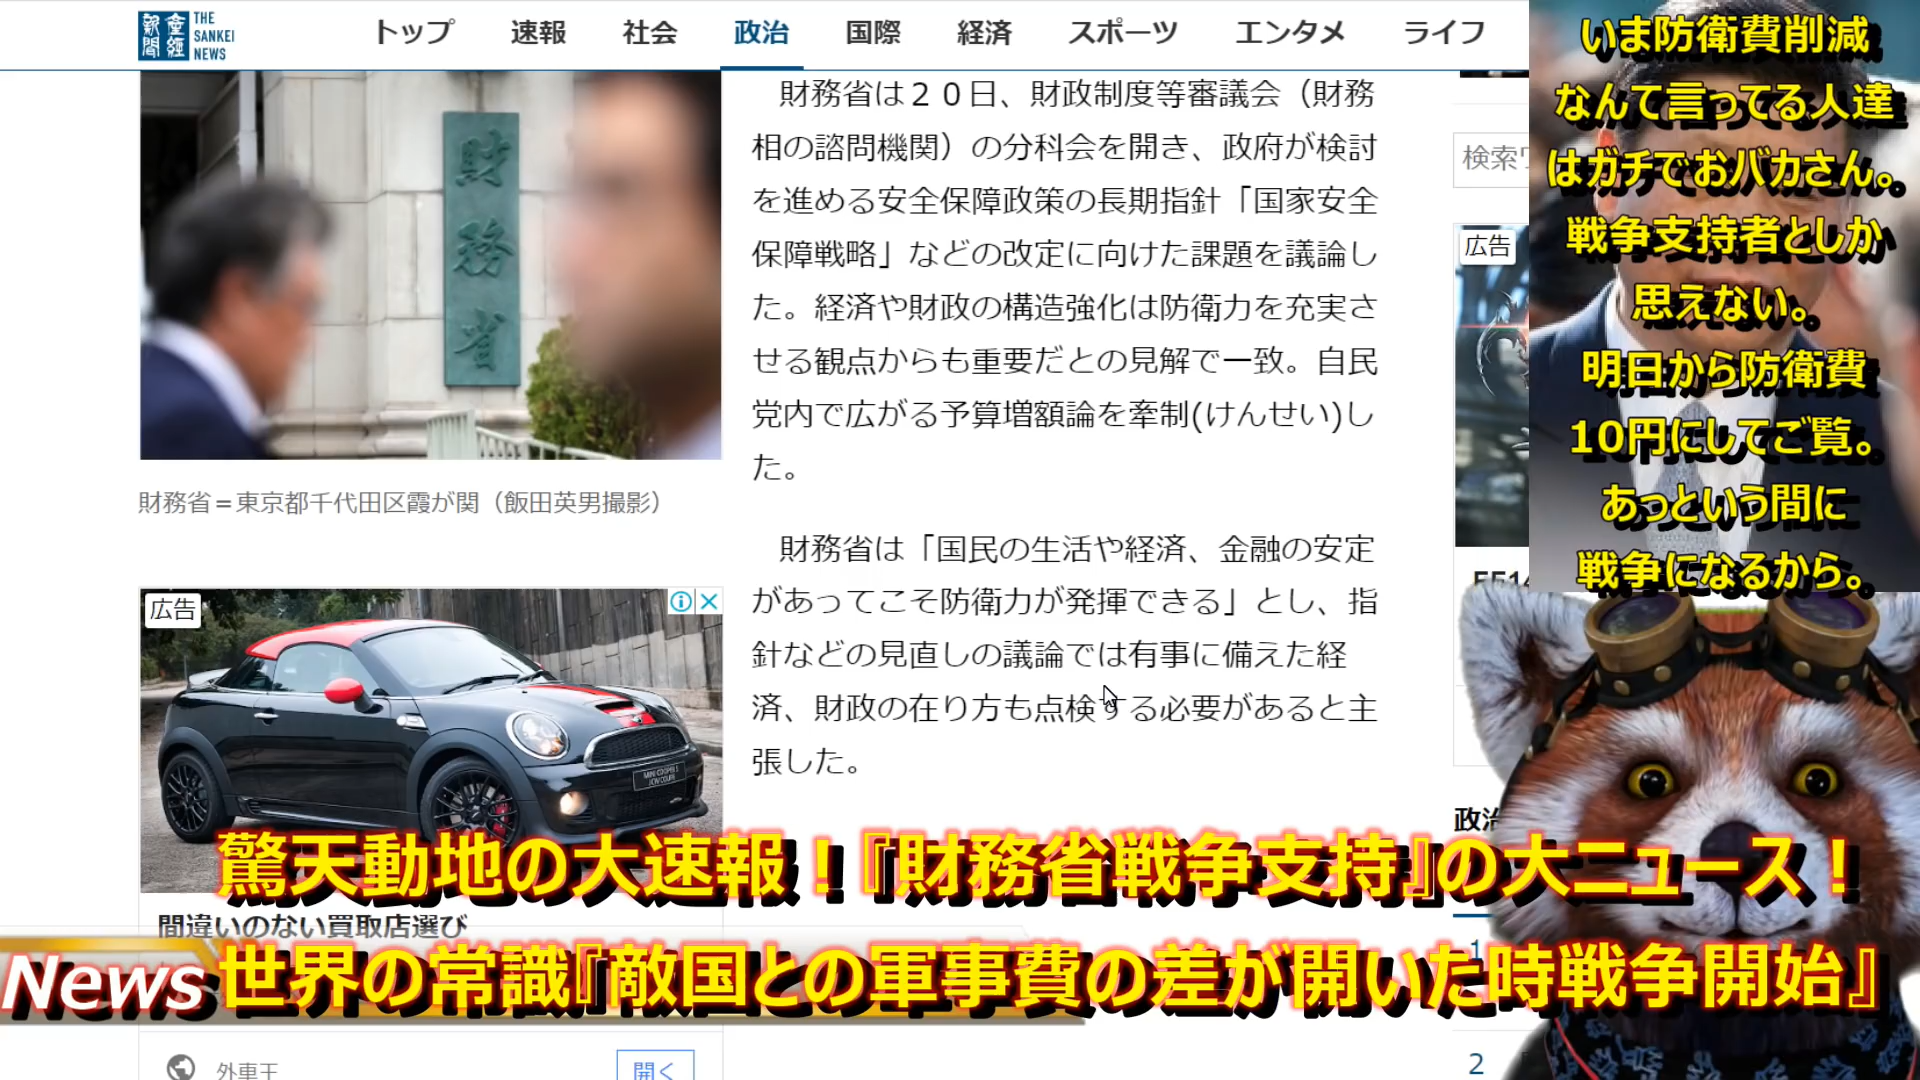 産經新聞
THE SANKEI NEWS
トップ 速報 社会 政治 国際 経済 スポーツ エンタメ ライフ
財務省
財務省＝東京都千代田区霞が関（飯田英男撮影）
財務省は２０日、財政制度等審議会（財務
相の諮問機関）の分科会を開き、政府が検討
を進める安全保障政策の長期指針「国家安全
保障戦略」などの改定に向けた課題を議論し
た。経済や財政の構造強化は防衛力を充実さ
せる観点からも重要だとの見解で一致。自民
党内で広がる予算増額論を牽制(けんせい)し
た。
財務省は「国民の生活や経済、金融の安定
があってこそ防衛力が発揮できる」とし、指
針などの見直しの議論では有事に備えた経
済、財政の在り方も点検する必要があると主
張した。
検索
広告
いま防衛費削減
なんて言ってる人達
はガチでおバカさん。
戦争支持者としか
思えない。
明日から防衛費
10円にしてご覧。
あっという間に
戦争になるから。
広告
間違いのない買取店選び
外車王
開く
政治
1
2
驚天動地の大速報！『財務省戦争支持』の大ニュース！
News
世界の常識『敵国との軍事費の差が開いた時戦争開始』